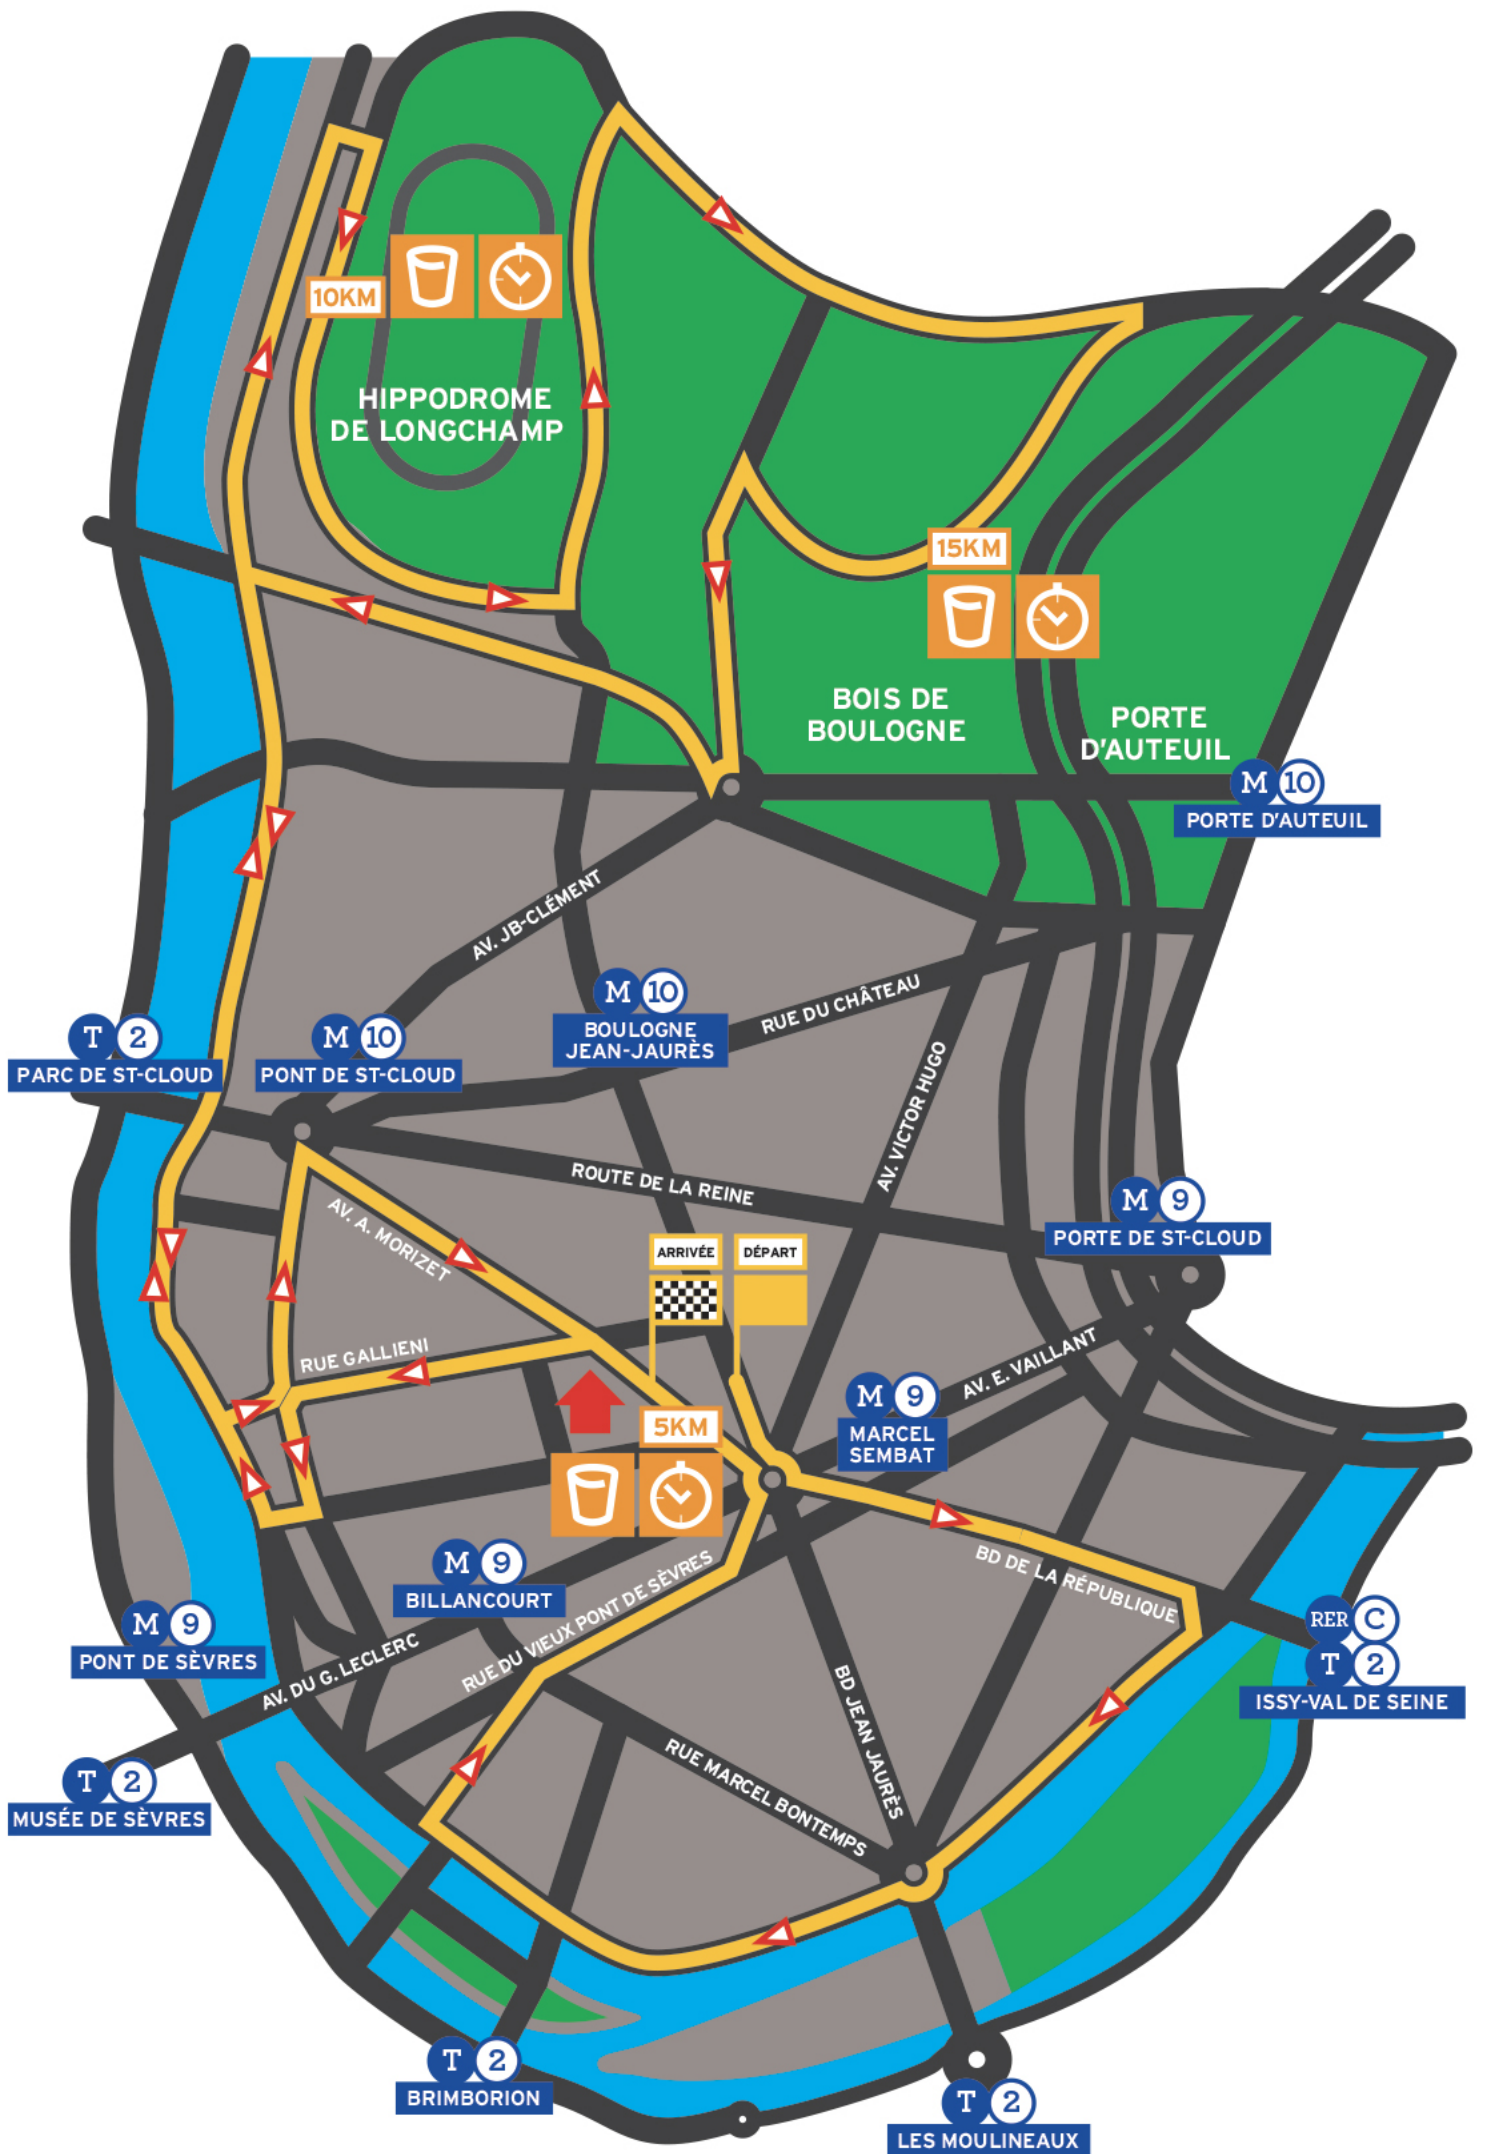 10KM
HIPPODROME
DE LONGCHAMP
15KM
BOIS DE
BOULOGNE
PORTE
D'AUTEUIL
M 10
PORTE D'AUTEUIL
AV. JB-CLÉMENT
M 10
BOULOGNE
JEAN-JAURÈS
RUE DU CHÂTEAU
T 2
PARC DE ST-CLOUD
M 10
PONT DE ST-CLOUD
AV. VICTOR HUGO
ROUTE DE LA REINE
M 9
PORTE DE ST-CLOUD
AV. A. MORIZET
ARRIVÉE
DÉPART
RUE GALLIENI
AV. E. VAILLANT
M 9
MARCEL
SEMBAT
5KM
M 9
BILLANCOURT
BD DE LA RÉPUBLIQUE
RUE DU VIEUX PONT DE SÈVRES
M 9
PONT DE SÈVRES
AV. DU G. LECLERC
RER C
T 2
ISSY-VAL DE SEINE
BD JEAN JAURÈS
RUE MARCEL BONTEMPS
T 2
MUSÉE DE SÈVRES
T 2
BRIMBORION
T 2
LES MOULINEAUX